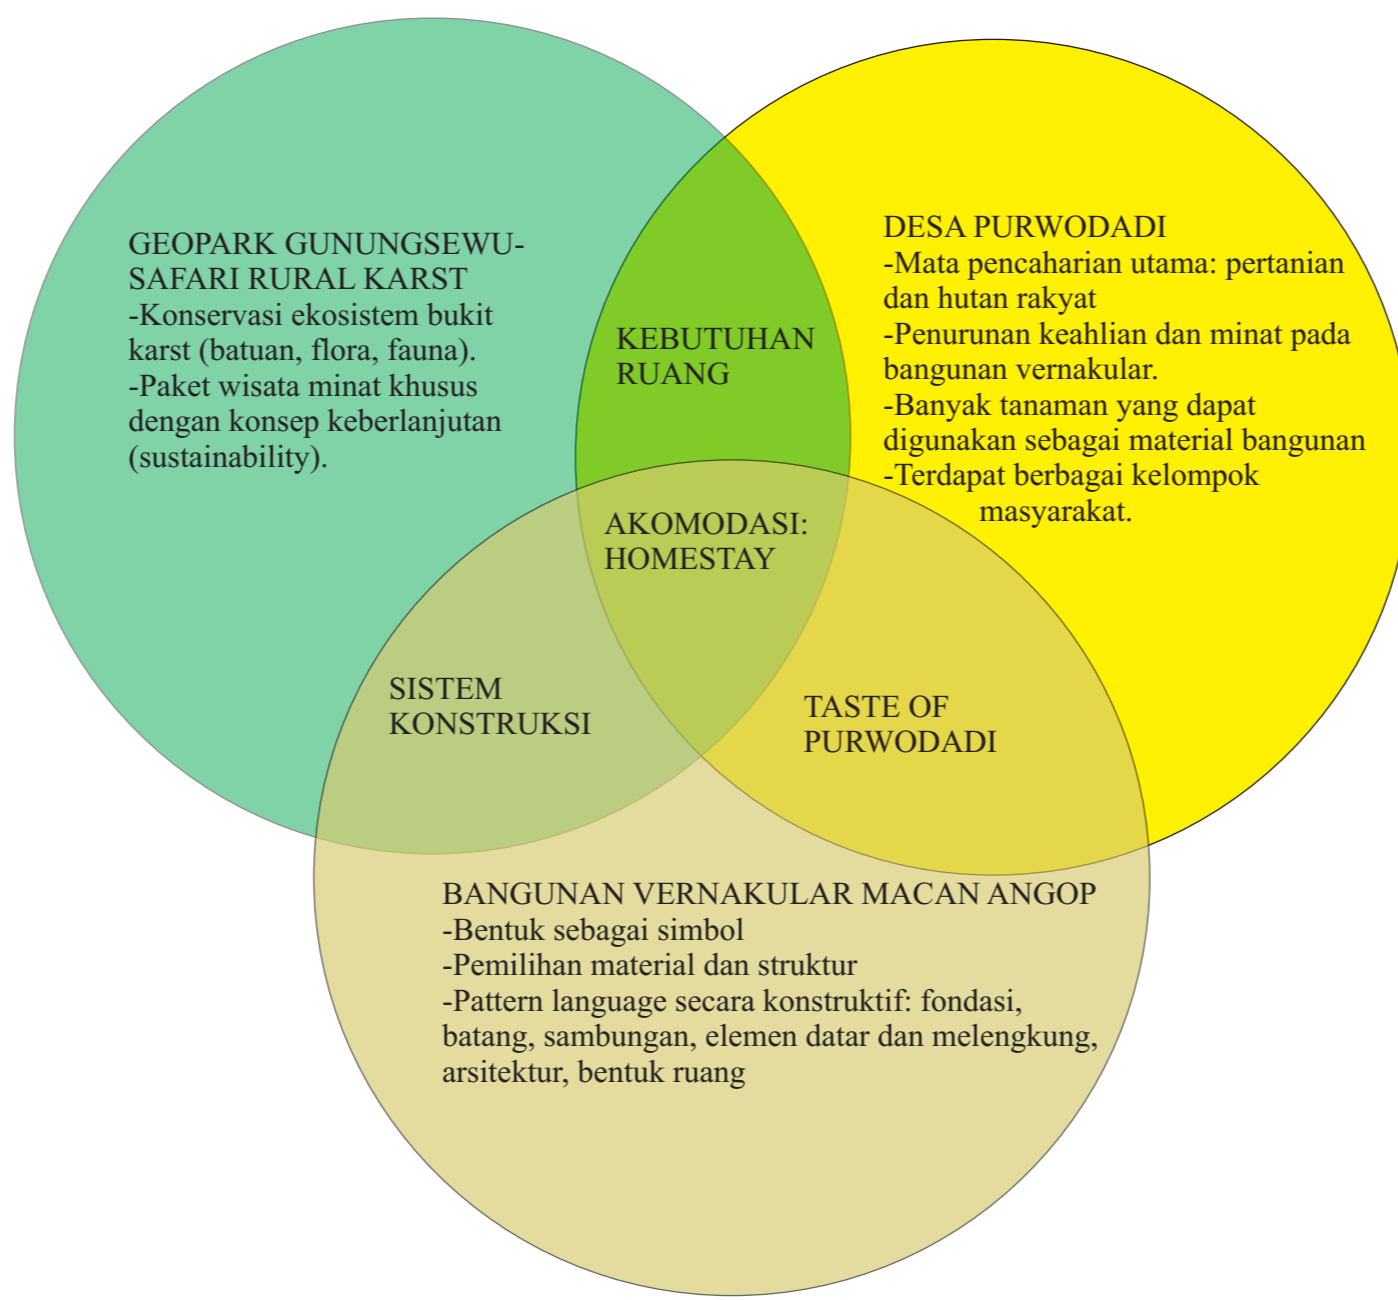 GEOPARK GUNUNGSEWU-
SAFARI RURAL KARST
-Konservasi ekosistem bukit
karst (batuan, flora, fauna).
-Paket wisata minat khusus
dengan konsep keberlanjutan
(sustainability).
KEBUTUHAN
RUANG
DESA PURWODADI
-Mata pencaharian utama: pertanian
dan hutan rakyat
-Penurunan keahlian dan minat pada
bangunan vernakular.
-Banyak tanaman yang dapat
digunakan sebagai material bangunan
-Terdapat berbagai kelompok
masyarakat.
AKOMODASI:
HOMESTAY
SISTEM
KONSTRUKSI
TASTE OF
PURWODADI
BANGUNAN VERNAKULAR MACAN ANGOP
-Bentuk sebagai simbol
-Pemilihan material dan struktur
-Pattern language secara konstruktif: fondasi,
batang, sambungan, elemen datar dan melengkung,
arsitektur, bentuk ruang